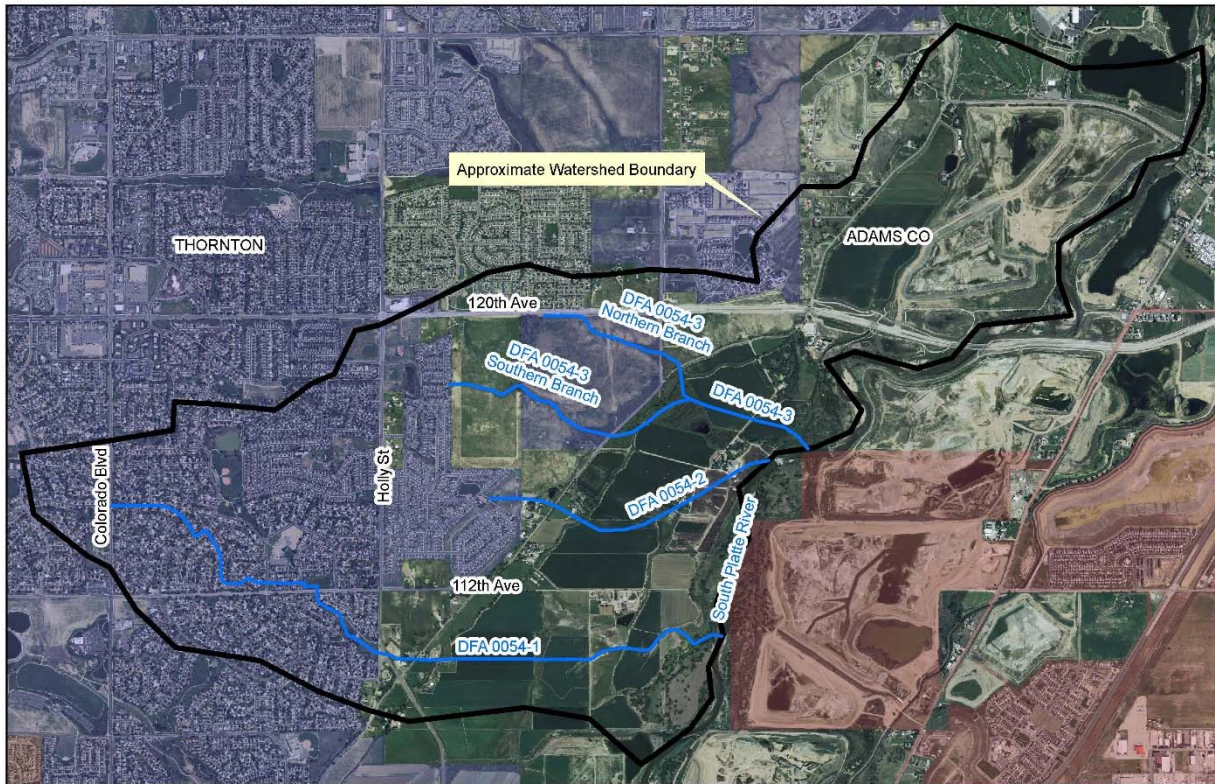 Approximate Watershed Boundary
THORNTON
ADAMS CO
120th Ave
DFA 0054-3
Northern Branch
DFA 0054-3
Southern Branch
DFA 0054-3
Holly St
Colorado Blvd
DFA 0054-2
South Platte River
112th Ave
DFA 0054-1